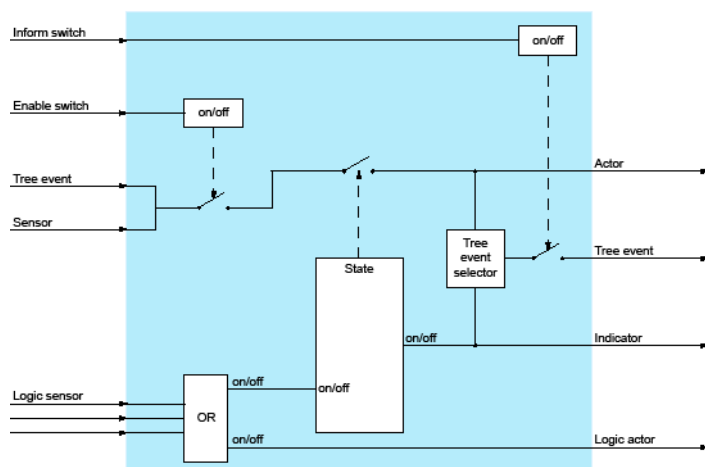 Inform switch
on/off
Enable switch
on/off
Tree event
Actor
Sensor
Tree
event
selector
Tree event
State
on/off
Indicator
on/off
on/off
Logic sensor
OR
on/off
Logic actor